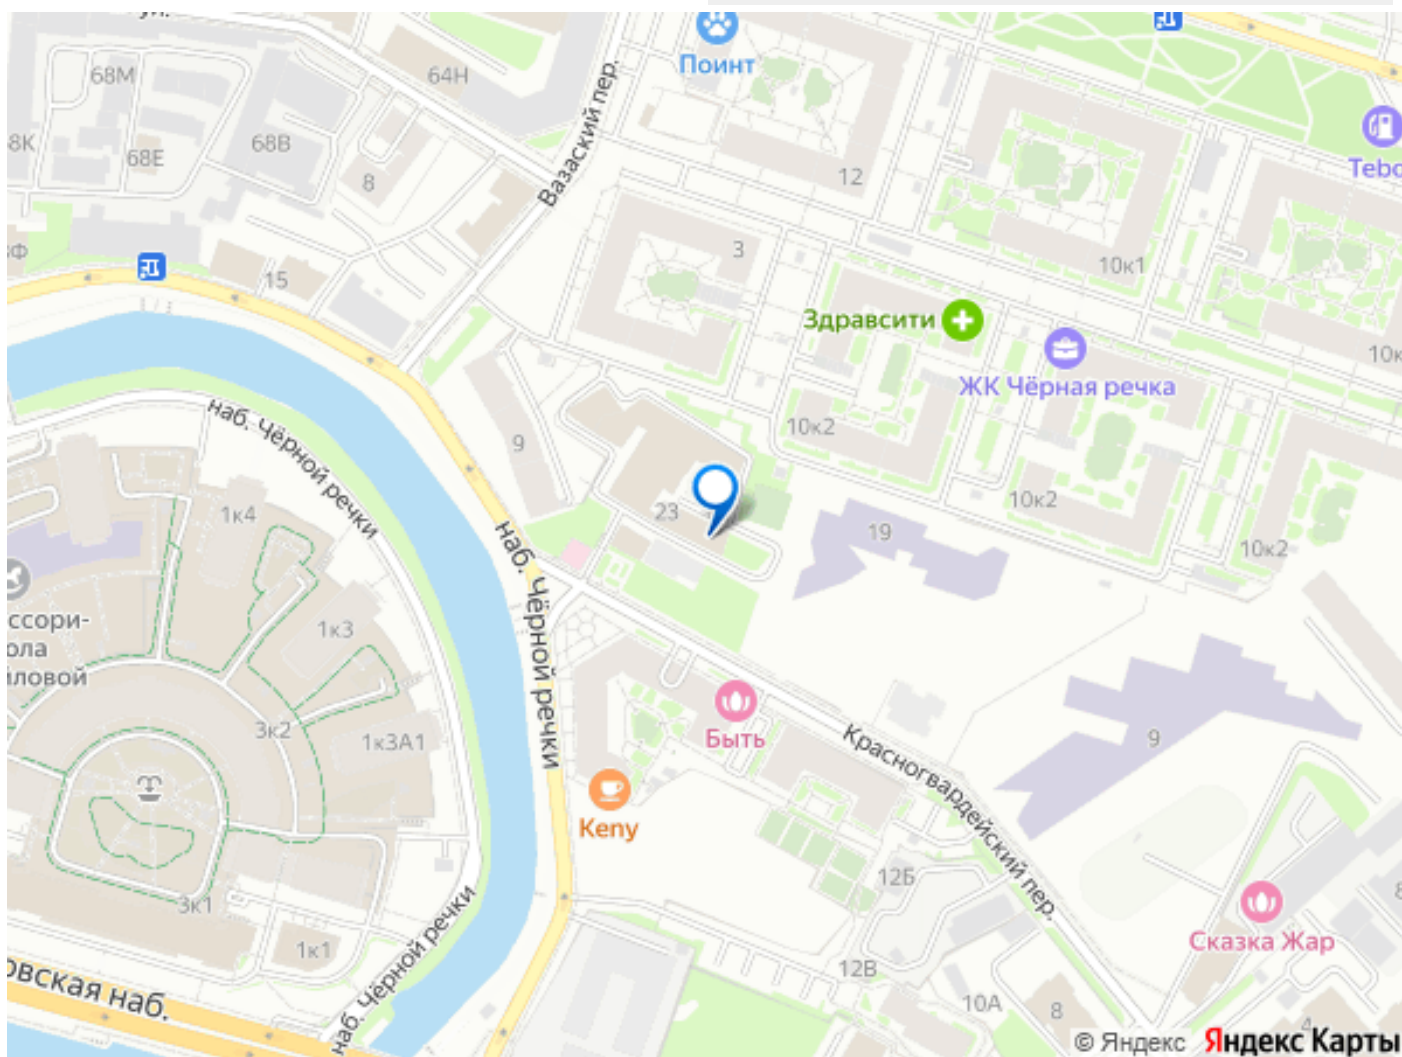 ул.
68М
64Н
Поинт
Вазаский пер.
8К
68Е
68В
8
12
Tebo
3
10к1
15
Здравсити
ЖК Чёрная речка
10к
наб. Чёрной речки
9
10к2
1к4
23
19
10к2
10к2
наб. Чёрной речки
ссори-
ола
иловой
1к3
3к2
1к3А1
Быть
Красногвардейский пер.
9
Keny
12Б
3к1
1к1
наб. Чёрной речки
Сказка Жар
12В
10А
8
4
овская наб.
© Яндекс Яндекс Карты